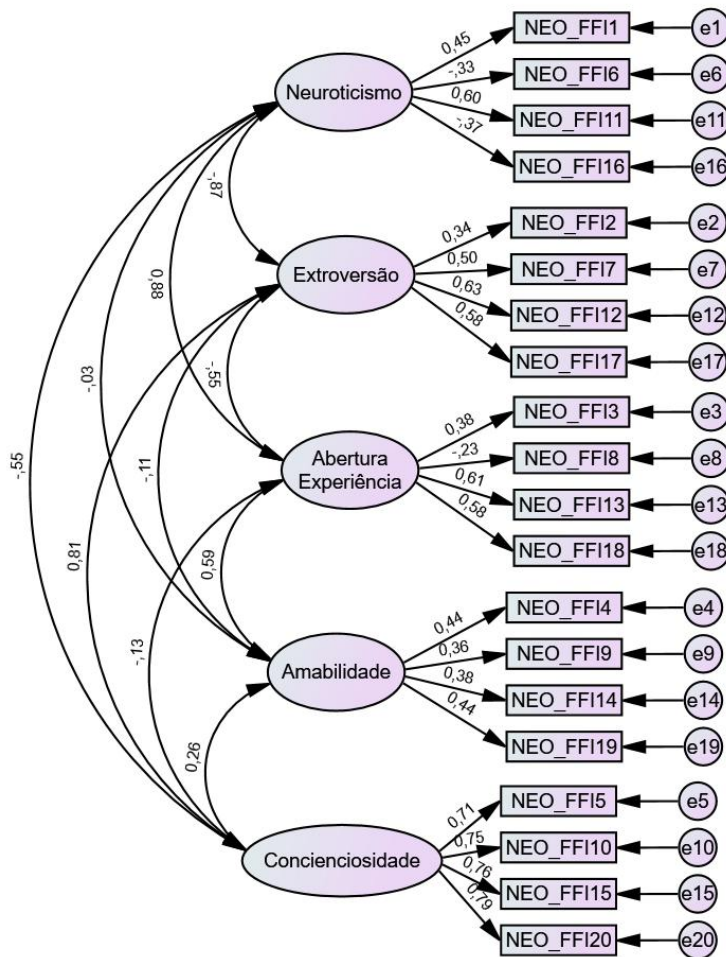 Neuroticismo
0,45
-,33
0,60
-,37
NEO_FFI1
e1
NEO_FFI6
e6
NEO_FFI11
e11
NEO_FFI16
e16
-,87
Extroversão
0,34
0,50
0,63
0,58
NEO_FFI2
e2
NEO_FFI7
e7
NEO_FFI12
e12
NEO_FFI17
e17
0,88
-,03
-,55
-,55
-,11
0,81
Abertura
Experiência
0,38
-,23
0,61
0,58
NEO_FFI3
e3
NEO_FFI8
e8
NEO_FFI13
e13
NEO_FFI18
e18
0,59
-,13
Amabilidade
0,44
0,36
0,38
0,44
NEO_FFI4
e4
NEO_FFI9
e9
NEO_FFI14
e14
NEO_FFI19
e19
0,26
Concienciosidade
0,71
0,75
0,76
0,79
NEO_FFI5
e5
NEO_FFI10
e10
NEO_FFI15
e15
NEO_FFI20
e20